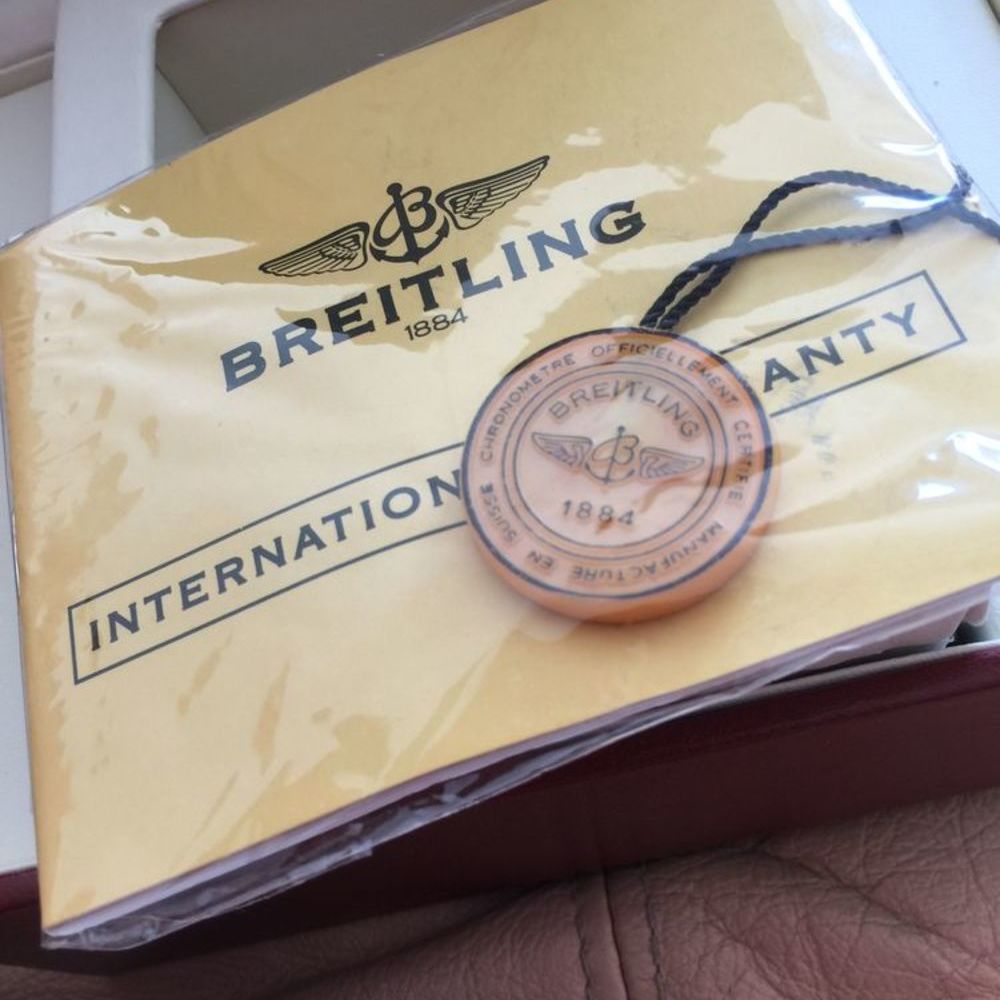 B
BREITLING
1884
INTERNATION ANTY
CHRONOMETRE OFFICIELLEMENT CERTIFIE
MANUFACTURE EN SUISSE
BREITLING
B
1884